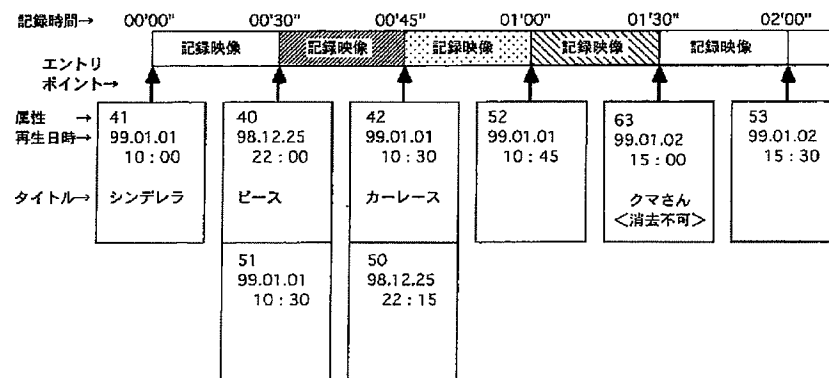 記録時間→ 00'00" 00'30" 00'45" 01'00" 01'30" 02'00"
記録映像 記録映像 記録映像 記録映像 記録映像
エントリ
ポイント→
属性 → 41 40 42 52 63 53
再生日時→ 99.01.01 98.12.25 99.01.01 99.01.01 99.01.02 99.01.02
10:00 22:00 10:30 10:45 15:00 15:30
タイトル→ シンデレラ ピース カーレース クマさん
<消去不可>
51 50
99.01.01 98.12.25
10:30 22:15